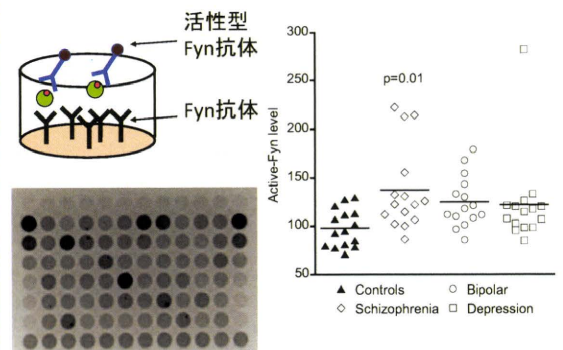 活性型
Fyn抗体
Fyn抗体
Active-Fyn level
300
250
200
150
100
50
p=0.01
▲ Controls
○ Bipolar
◇ Schizophrenia
□ Depression